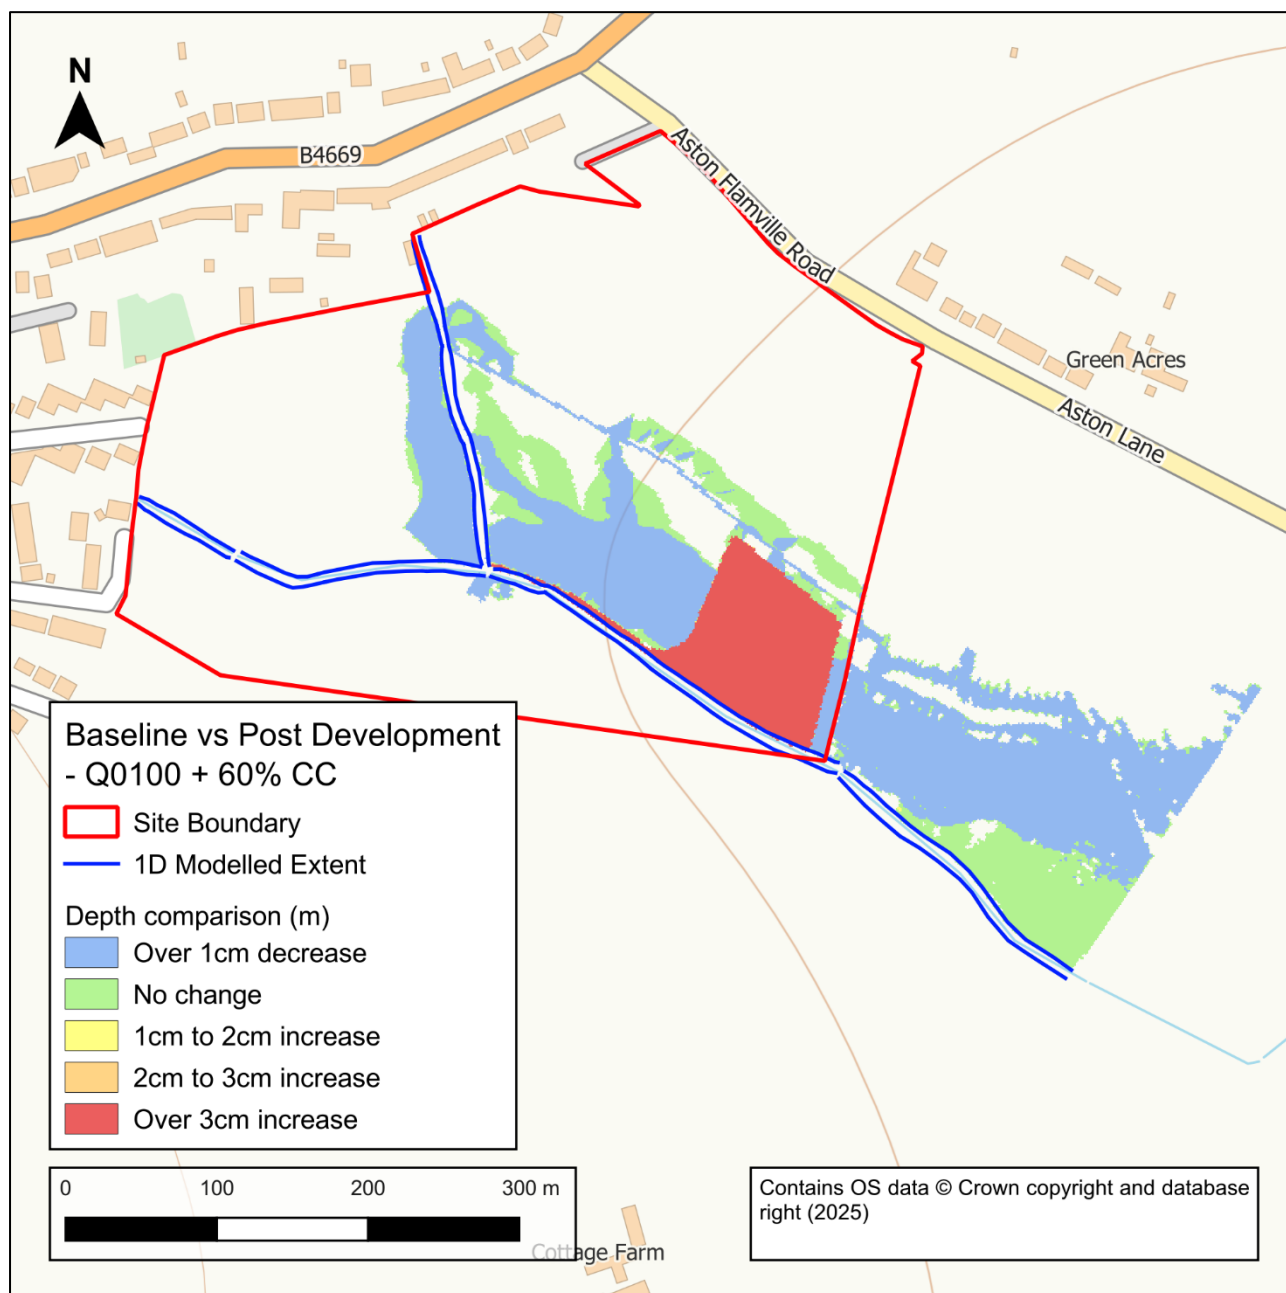 N
B4669
Aston Flamville Road
Green Acres
Aston Lane
Baseline vs Post Development
- Q0100 + 60% CC
Site Boundary
1D Modelled Extent
Depth comparison (m)
Over 1cm decrease
No change
1cm to 2cm increase
2cm to 3cm increase
Over 3cm increase
0 100 200 300 m
Cottage Farm
Contains OS data © Crown copyright and database
right (2025)